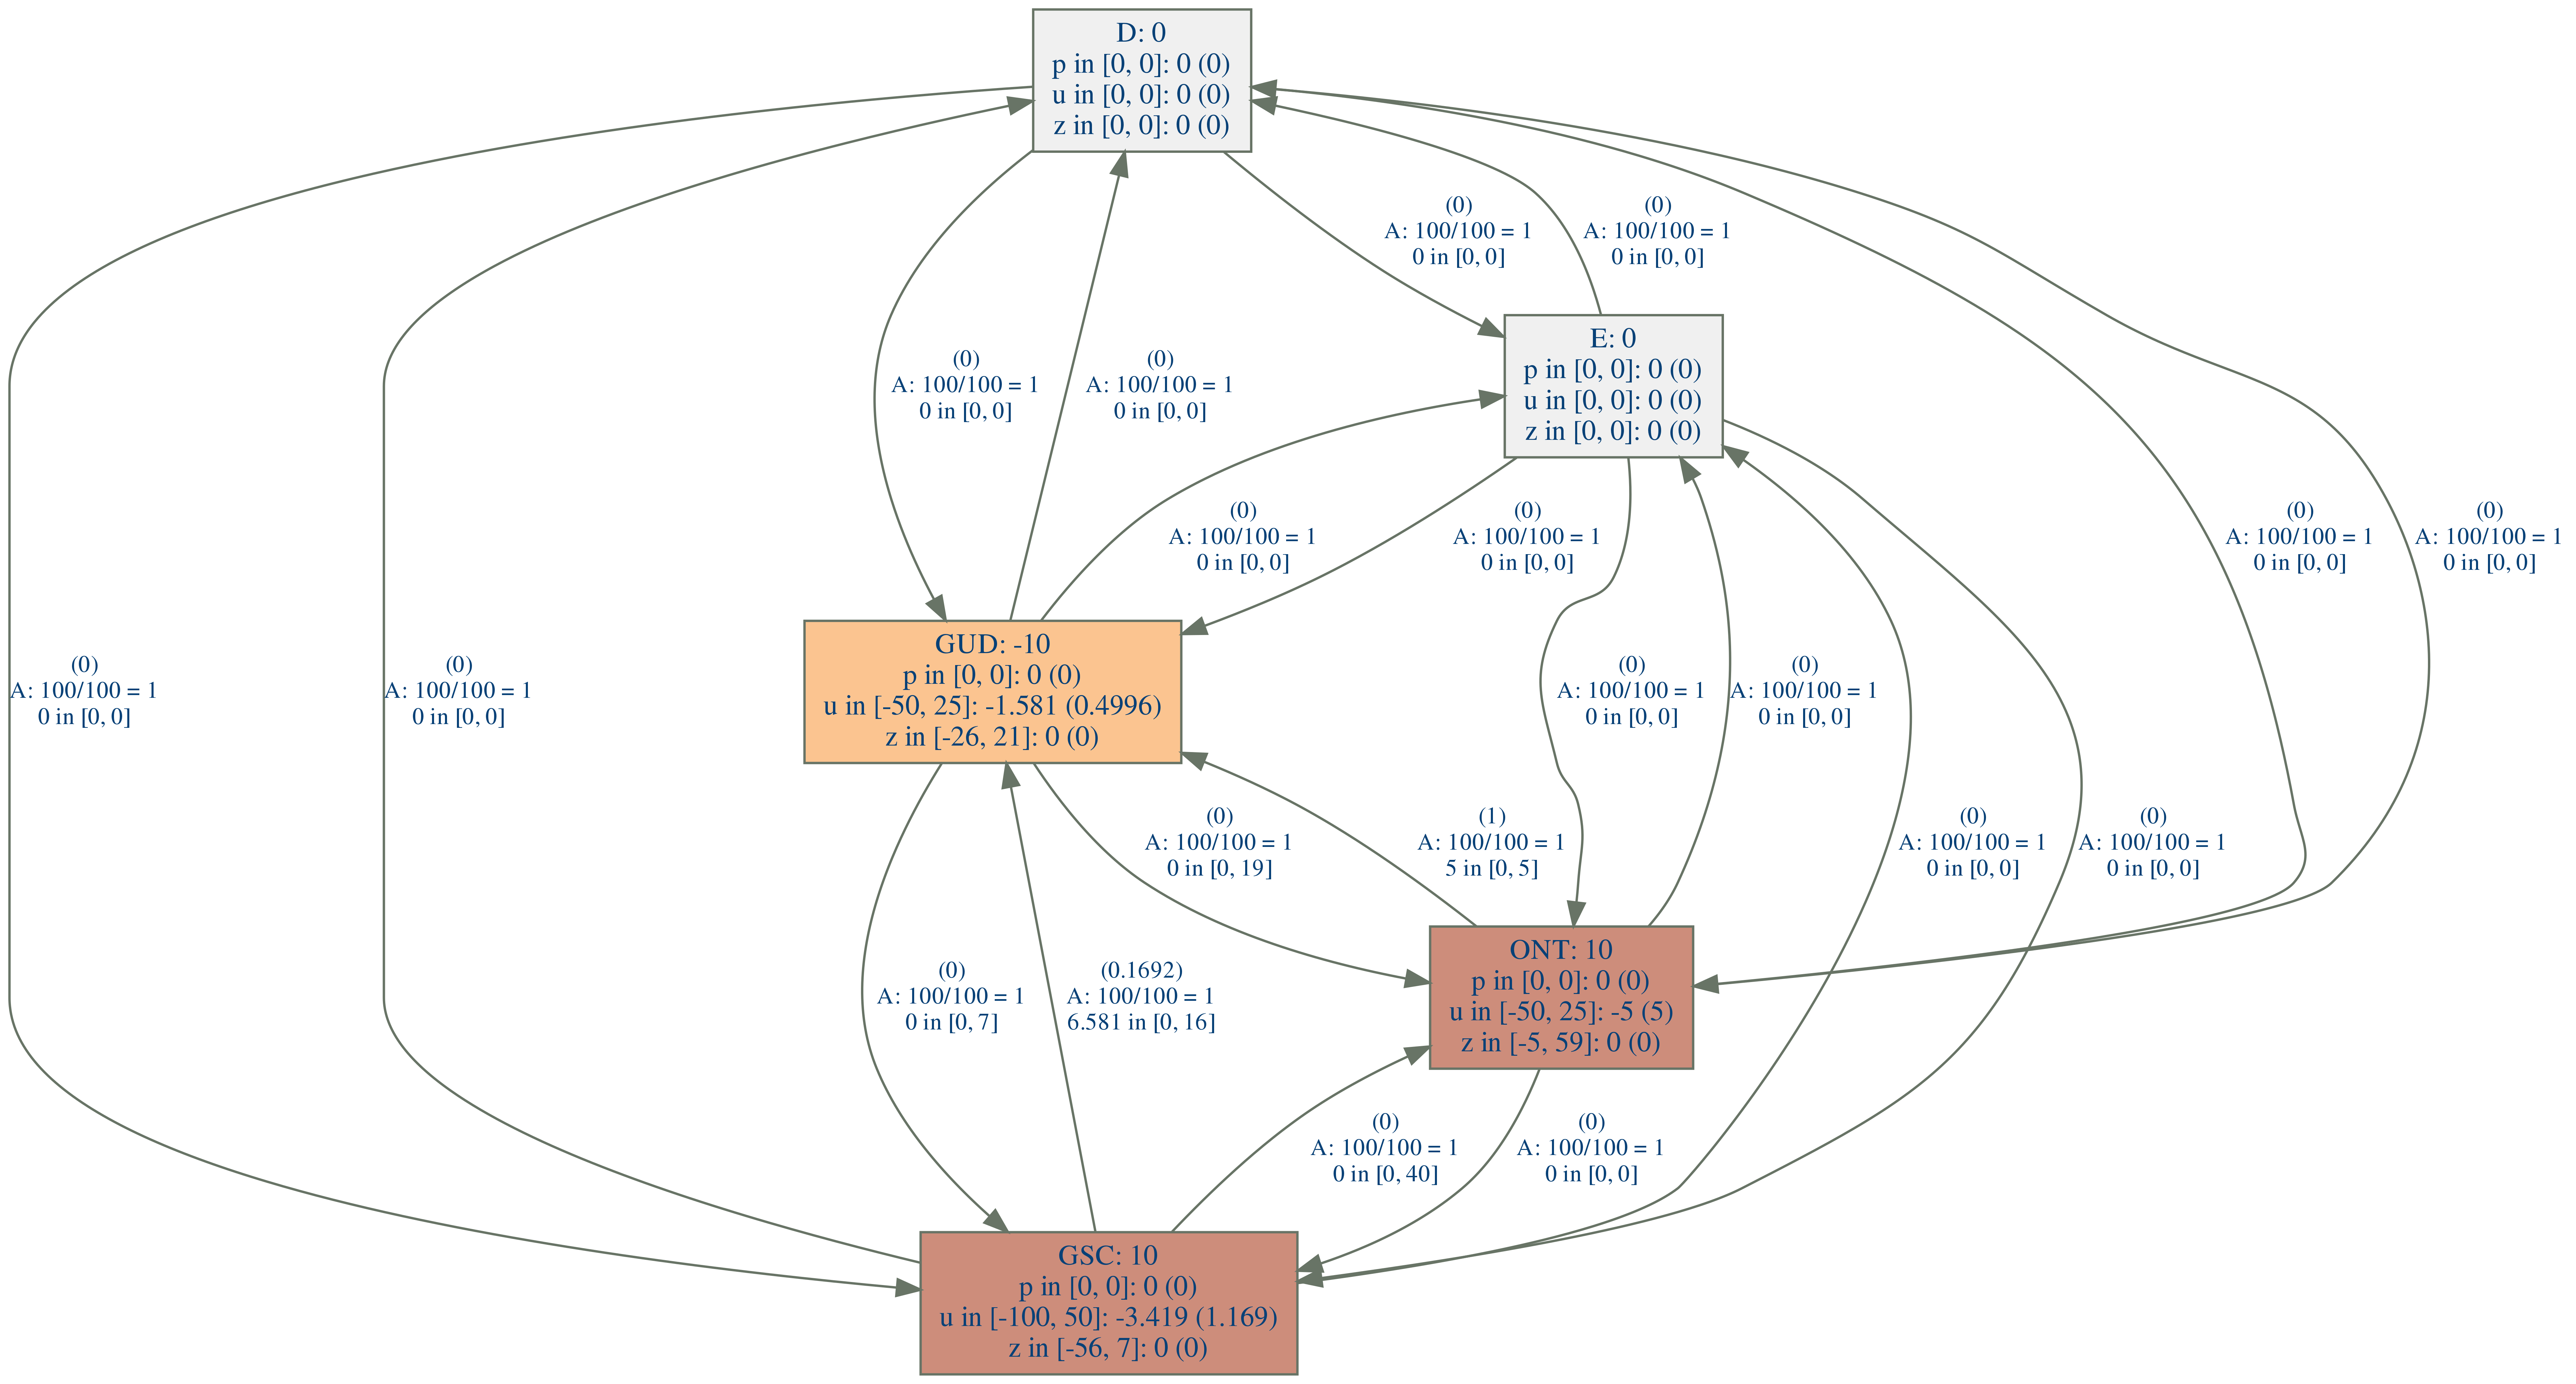 D: 0
p in [0, 0]: 0 (0)
u in [0, 0]: 0 (0)
z in [0, 0]: 0 (0)
(0)
A: 100/100 = 1
0 in [0, 0]
(0)
A: 100/100 = 1
0 in [0, 0]
E: 0
p in [0, 0]: 0 (0)
u in [0, 0]: 0 (0)
z in [0, 0]: 0 (0)
(0)
A: 100/100 = 1
0 in [0, 0]
(0)
A: 100/100 = 1
0 in [0, 0]
(0)
A: 100/100 = 1
0 in [0, 0]
(0)
A: 100/100 = 1
0 in [0, 0]
(0)
A: 100/100 = 1
0 in [0, 0]
(0)
A: 100/100 = 1
0 in [0, 0]
(0)
A: 100/100 = 1
0 in [0, 0]
(0)
A: 100/100 = 1
0 in [0, 0]
GUD: -10
p in [0, 0]: 0 (0)
u in [-50, 25]: -1.581 (0.4996)
z in [-26, 21]: 0 (0)
(0)
A: 100/100 = 1
0 in [0, 0]
(0)
A: 100/100 = 1
0 in [0, 0]
(0)
A: 100/100 = 1
0 in [0, 19]
(1)
A: 100/100 = 1
5 in [0, 5]
(0)
A: 100/100 = 1
0 in [0, 0]
(0)
A: 100/100 = 1
0 in [0, 0]
(0)
A: 100/100 = 1
0 in [0, 7]
(0.1692)
A: 100/100 = 1
6.581 in [0, 16]
ONT: 10
p in [0, 0]: 0 (0)
u in [-50, 25]: -5 (5)
z in [-5, 59]: 0 (0)
(0)
A: 100/100 = 1
0 in [0, 40]
(0)
A: 100/100 = 1
0 in [0, 0]
GSC: 10
p in [0, 0]: 0 (0)
u in [-100, 50]: -3.419 (1.169)
z in [-56, 7]: 0 (0)